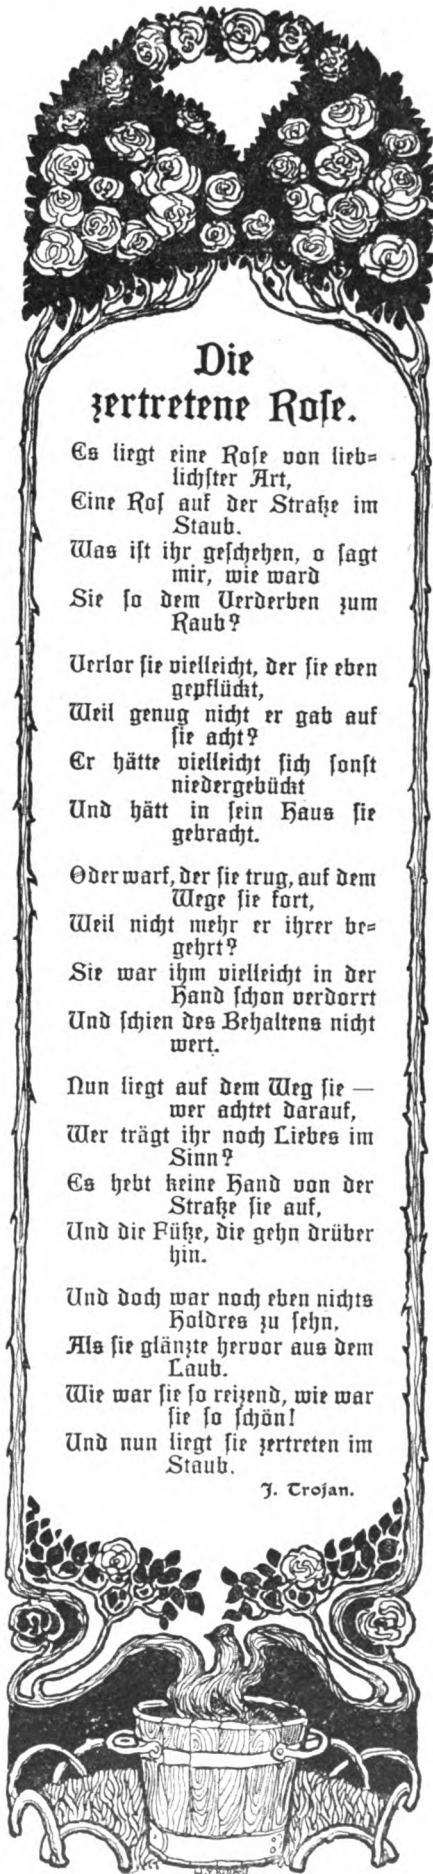 Die
zertretene Rose.
Es liegt eine Rose von lieb-
lichster Art,
Eine Ros auf der Straße im
Staub.
Was ist ihr geschehen, o sagt
mir, wie ward
Sie so dem Verderben zum
Raub?
Verlor sie vielleicht, der sie eben
gepflückt,
Weil genug nicht er gab auf
sie acht?
Er hätte vielleicht sich sonst
niedergebückt
Und hätt in sein Haus sie
gebracht.
Oder warf, der sie trug, auf dem
Wege sie fort,
Weil nicht mehr er ihrer be-
gehrt?
Sie war ihm vielleicht in der
Hand schon verdorrt
Und schien des Behaltens nicht
wert.
Nun liegt auf dem Weg sie —
wer achtet darauf,
Wer trägt ihr noch Liebes im
Sinn?
Es hebt keine Hand von der
Straße sie auf,
Und die Füße, die gehn drüber
hin.
Und doch war noch eben nichts
Holdres zu sehn,
Als sie glänzte hervor aus dem
Laub.
Wie war sie so reizend, wie war
sie so schön!
Und nun liegt sie zertreten im
Staub.
J. Trojan.